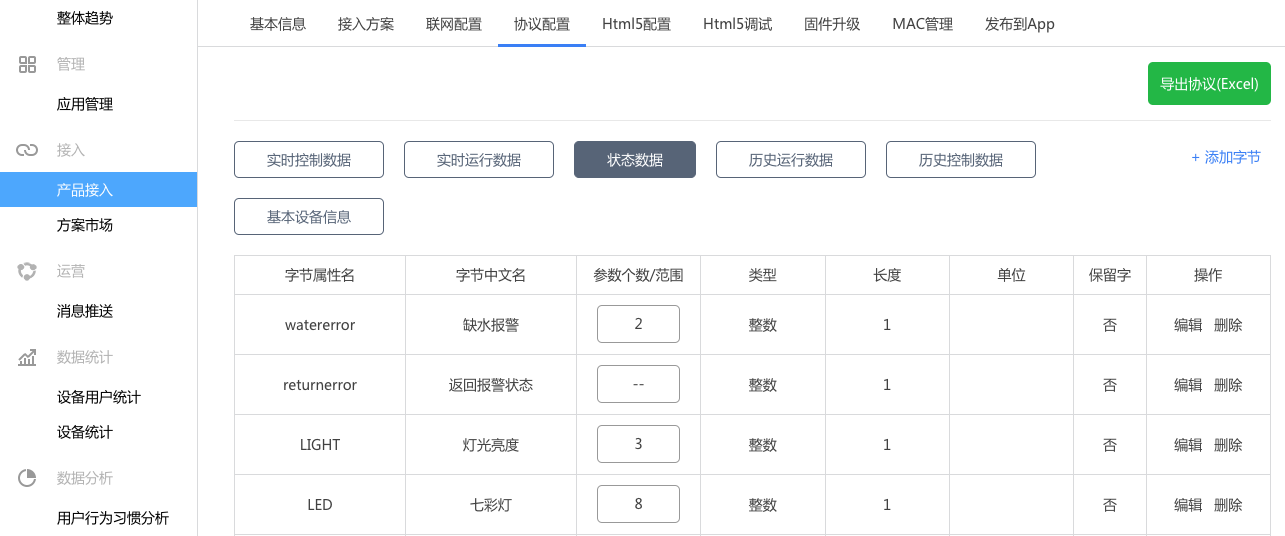 整体趋势
管理
应用管理
接入
产品接入
方案市场
运营
消息推送
数据统计
设备用户统计
设备统计
数据分析
用户行为习惯分析
基本信息 接入方案 联网配置 协议配置 Html5配置 Html5调试 固件升级 MAC管理 发布到App
导出协议(Excel)
实时控制数据 实时运行数据 状态数据 历史运行数据 历史控制数据 + 添加字节
基本设备信息
字节属性名 字节中文名 参数个数/范围 类型 长度 单位 保留字 操作
watererror 缺水报警 2 整数 1 否 编辑 删除
returnerror 返回报警状态 -- 整数 1 否 编辑 删除
LIGHT 灯光亮度 3 整数 1 否 编辑 删除
LED 七彩灯 8 整数 1 否 编辑 删除